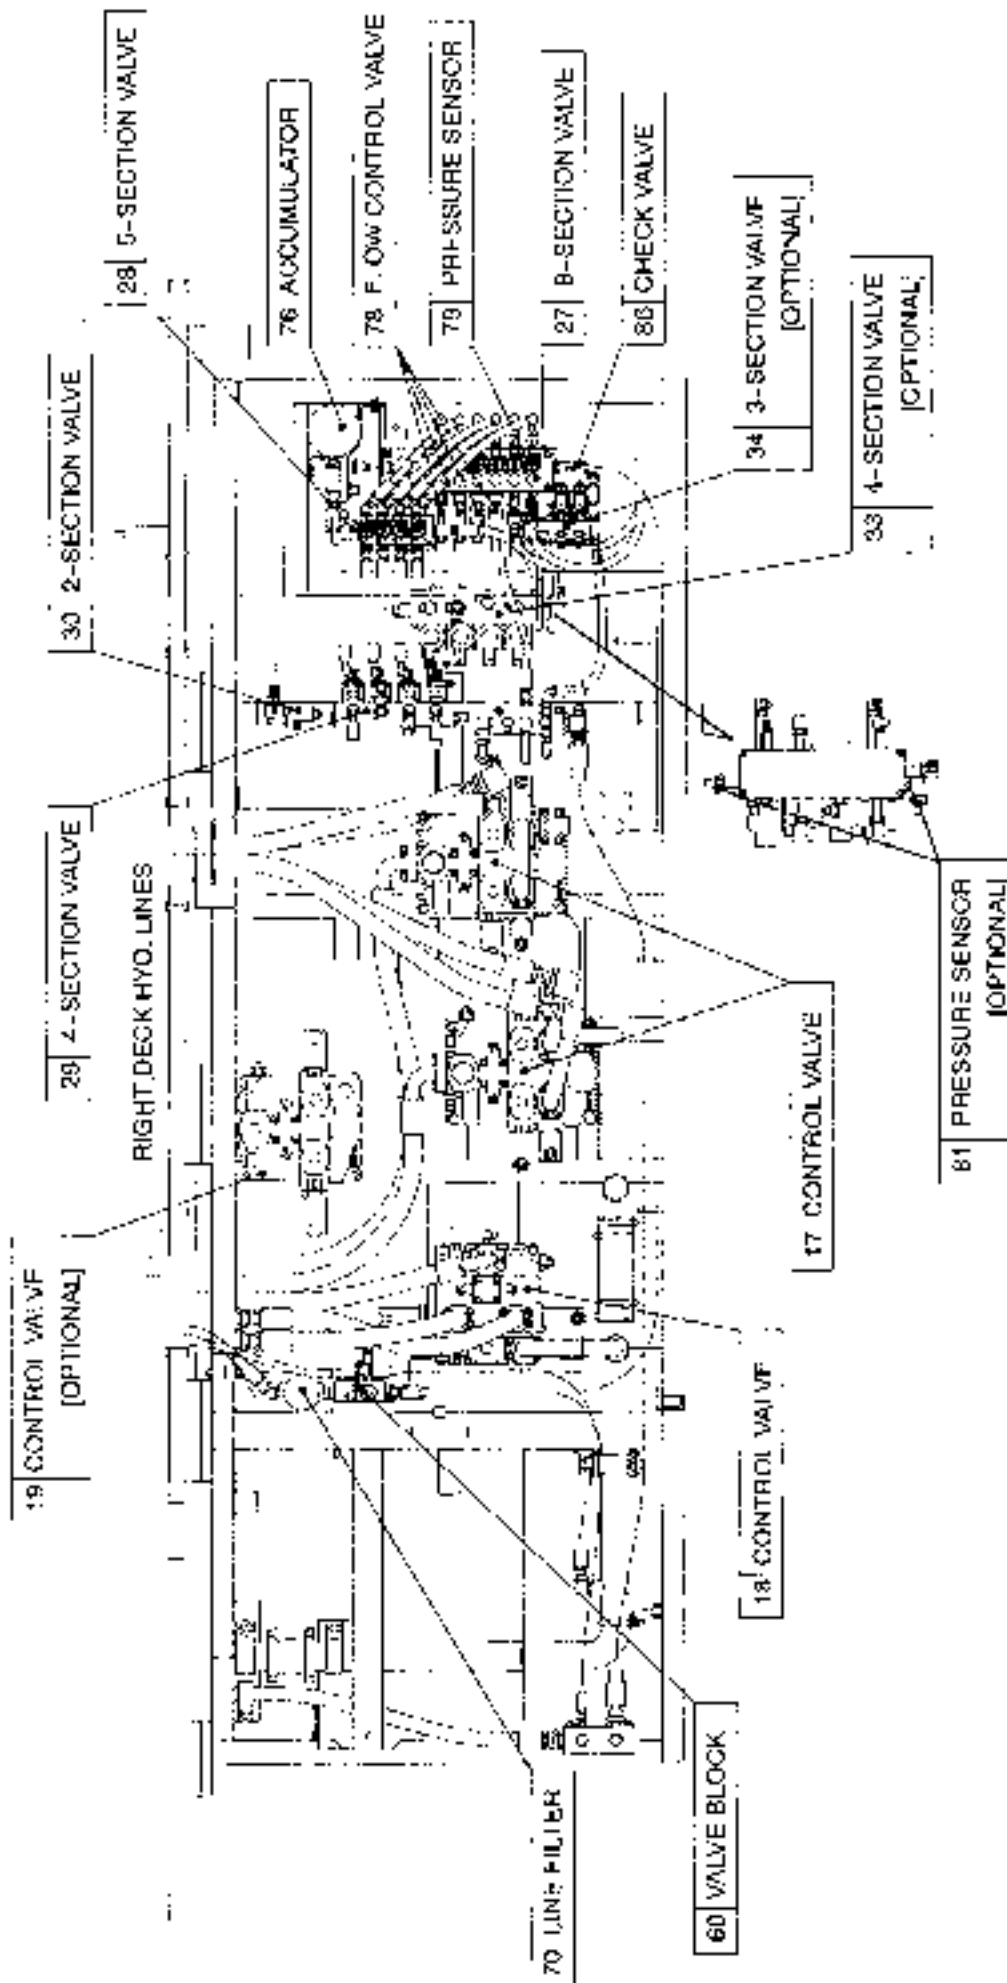 28 5-SECTION VALVE
30 2-SECTION VALVE
29 4-SECTION VALVE
19 CONTROL VALVE
[OPTIONAL]
RIGHT DECK HYD. LINES
76 ACCUMULATOR
78 FLOW CONTROL VALVE
79 PRESSURE SENSOR
27 8-SECTION VALVE
86 CHECK VALVE
34 3-SECTION VALVE
[OPTIONAL]
33 4-SECTION VALVE
[OPTIONAL]
70 LINE FILTER
60 VALVE BLOCK
18 CONTROL VALVE
17 CONTROL VALVE
81 PRESSURE SENSOR
[OPTIONAL]